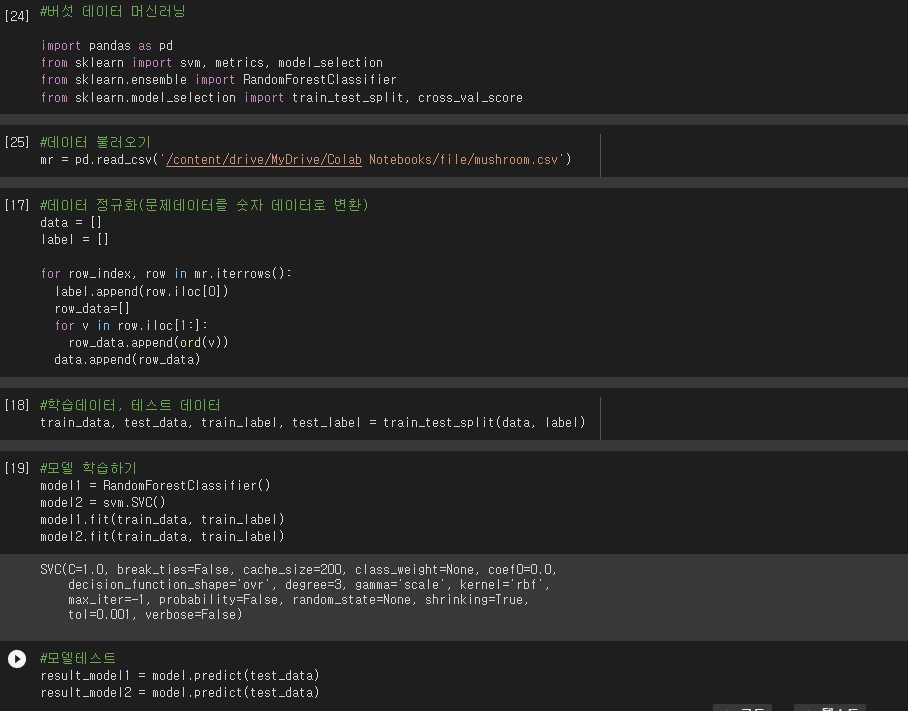 [24] #버섯 데이터 머신러닝
import pandas as pd
from sklearn import svm, metrics, model_selection
from sklearn.ensemble import RandomForestClassifier
from sklearn.model_selection import train_test_split, cross_val_score
[25] #데이터 불러오기
mr = pd.read_csv('/content/drive/MyDrive/Colab Notebooks/file/mushroom.csv')
[17] #데이터 정규화(문제데이터를 숫자 데이터로 변환)
data = []
label = []
for row_index, row in mr.iterrows():
  label.append(row.iloc[0])
  row_data=[]
  for v in row.iloc[1:]:
    row_data.append(ord(v))
  data.append(row_data)
[18] #학습데이터, 테스트 데이터
train_data, test_data, train_label, test_label = train_test_split(data, label)
[19] #모델 학습하기
model1 = RandomForestClassifier()
model2 = svm.SVC()
model1.fit(train_data, train_label)
model2.fit(train_data, train_label)
SVC(C=1.0, break_ties=False, cache_size=200, class_weight=None, coef0=0.0,
    decision_function_shape='ovr', degree=3, gamma='scale', kernel='rbf',
    max_iter=-1, probability=False, random_state=None, shrinking=True,
    tol=0.001, verbose=False)
#모델테스트
result_model1 = model.predict(test_data)
result_model2 = model.predict(test_data)